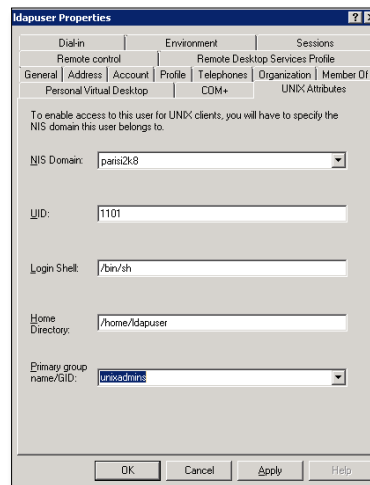 ldapuser Properties
Dial-in Environment Sessions
Remote control Remote Desktop Services Profile
General Address Account Profile Telephones Organization Member Of
Personal Virtual Desktop COM+ UNIX Attributes
To enable access to this user for UNIX clients, you will have to specify the
NIS domain this user belongs to.
NIS Domain: parisi2k8
UID: 1101
Login Shell: /bin/sh
Home
Directory: /home/ldapuser
Primary group
name/GID: unixadmins
OK Cancel Apply Help